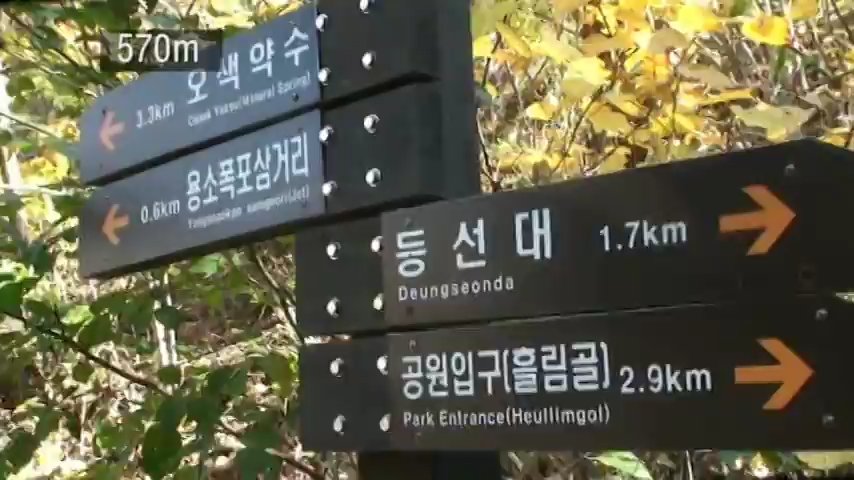 570m
오색약수
3.3km
Osaek Yaksu(Mineral Spring)
용소폭포삼거리
0.6km
등선대 1.7km
Deungseonda
공원입구(흘림골) 2.9km
Park Entrance(Heullimgol)